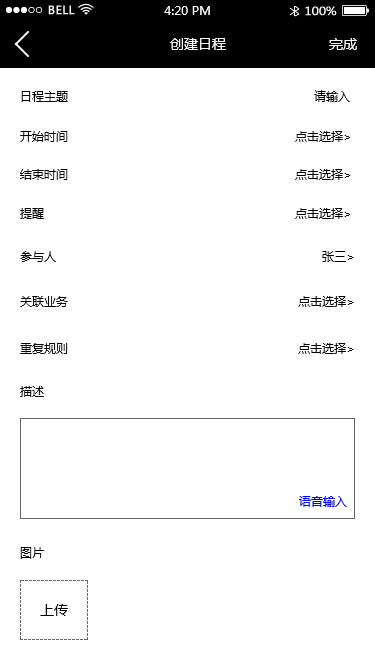 BELL 4:20 PM 100%
创建日程 完成
日程主题 请输入
开始时间 点击选择>
结束时间 点击选择>
提醒 点击选择>
参与人 张三>
关联业务 点击选择>
重复规则 点击选择>
描述
语音输入
图片
上传